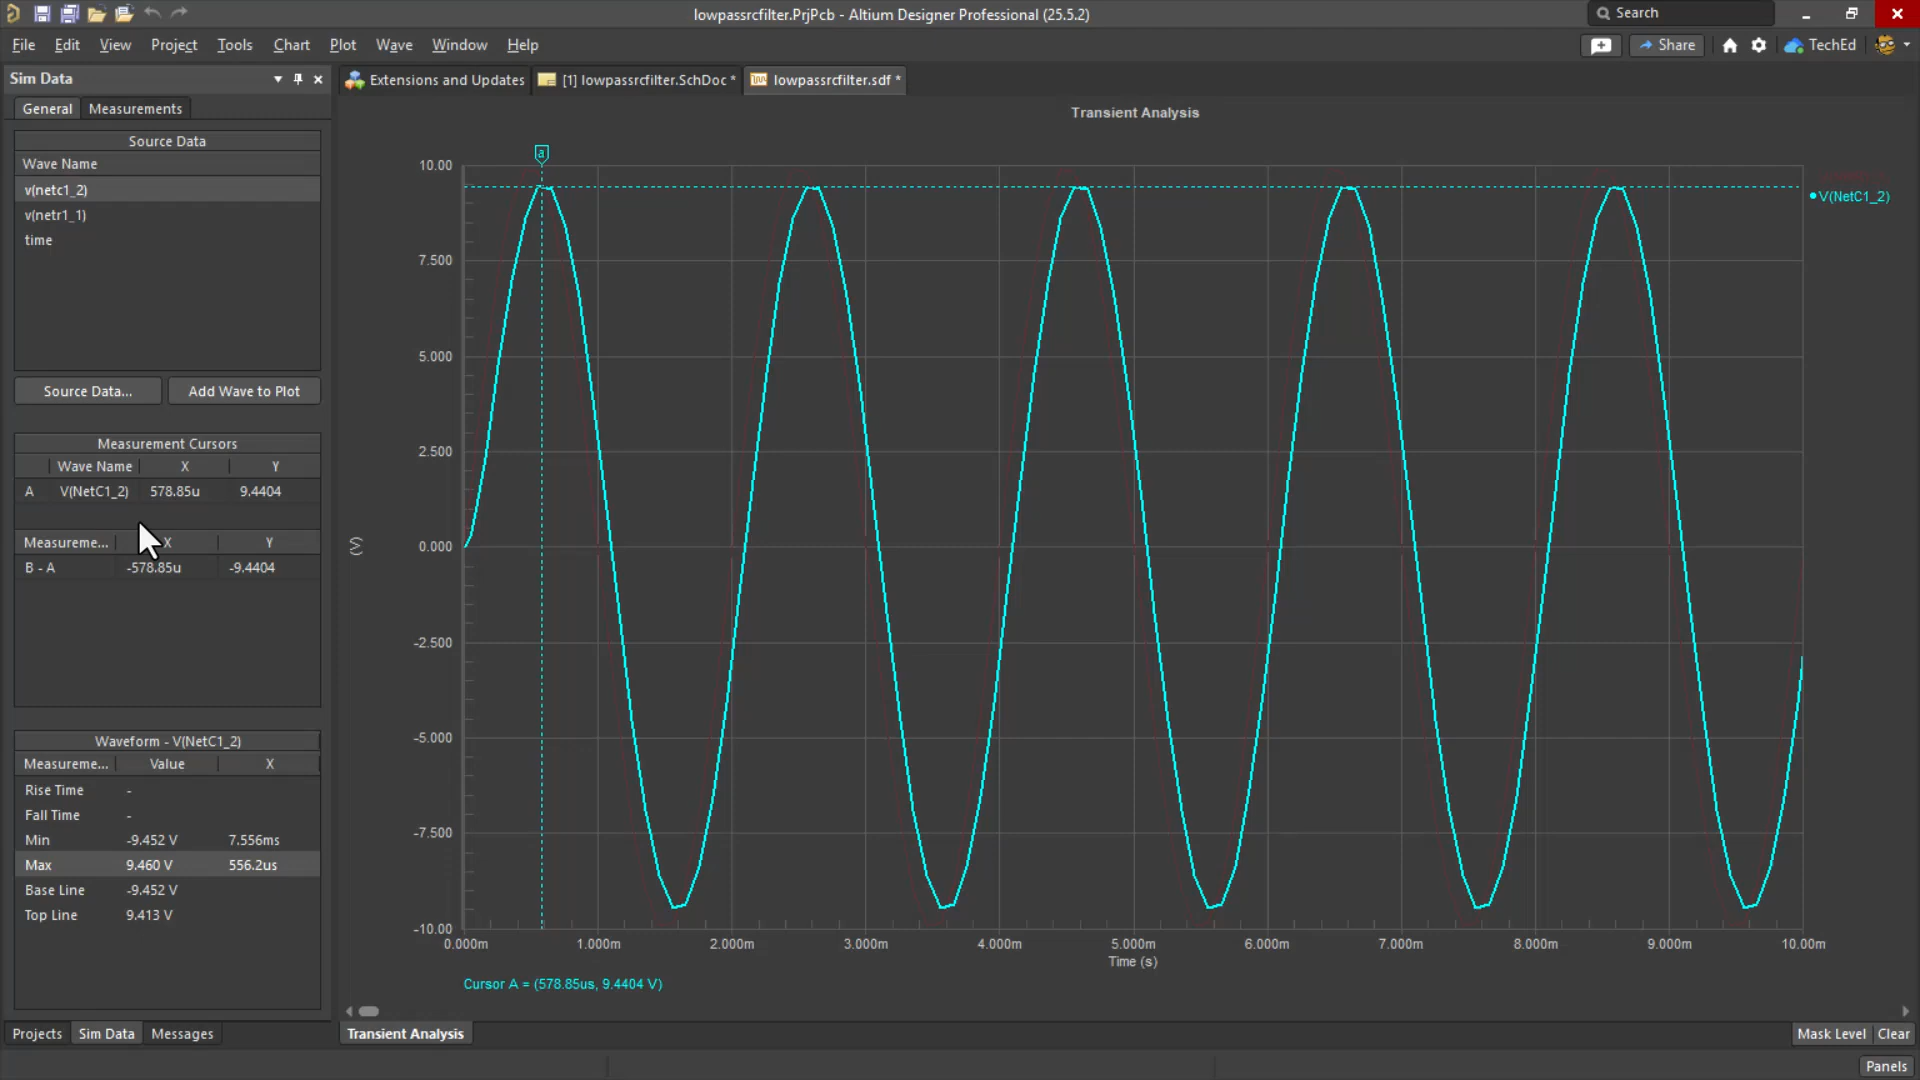 lowpassrcfilter.PrjPcb - Altium Designer Professional (25.5.2)
Search
File Edit View Project Tools Chart Plot Wave Window Help
Share
TechEd
Sim Data
Extensions and Updates
[1] lowpassrcfilter.SchDoc *
lowpassrcfilter.sdf *
General Measurements
Source Data
Wave Name
v(netc1_2)
v(netr1_1)
time
Source Data...
Add Wave to Plot
Measurement Cursors
Wave Name X Y
A V(NetC1_2) 578.85u 9.4404
Measureme... X Y
B - A -578.85u -9.4404
Waveform - V(NetC1_2)
Measureme... Value X
Rise Time -
Fall Time -
Min -9.452 V 7.556ms
Max 9.460 V 556.2us
Base Line -9.452 V
Top Line 9.413 V
Projects Sim Data Messages
Transient Analysis
a
V(NetC1_2)
10.00
7.500
5.000
2.500
0.000
-2.500
-5.000
-7.500
-10.00
(V)
0.000m 1.000m 2.000m 3.000m 4.000m 5.000m 6.000m 7.000m 8.000m 9.000m 10.00m
Time (s)
Cursor A = (578.85us, 9.4404 V)
Transient Analysis
Mask Level Clear
Panels